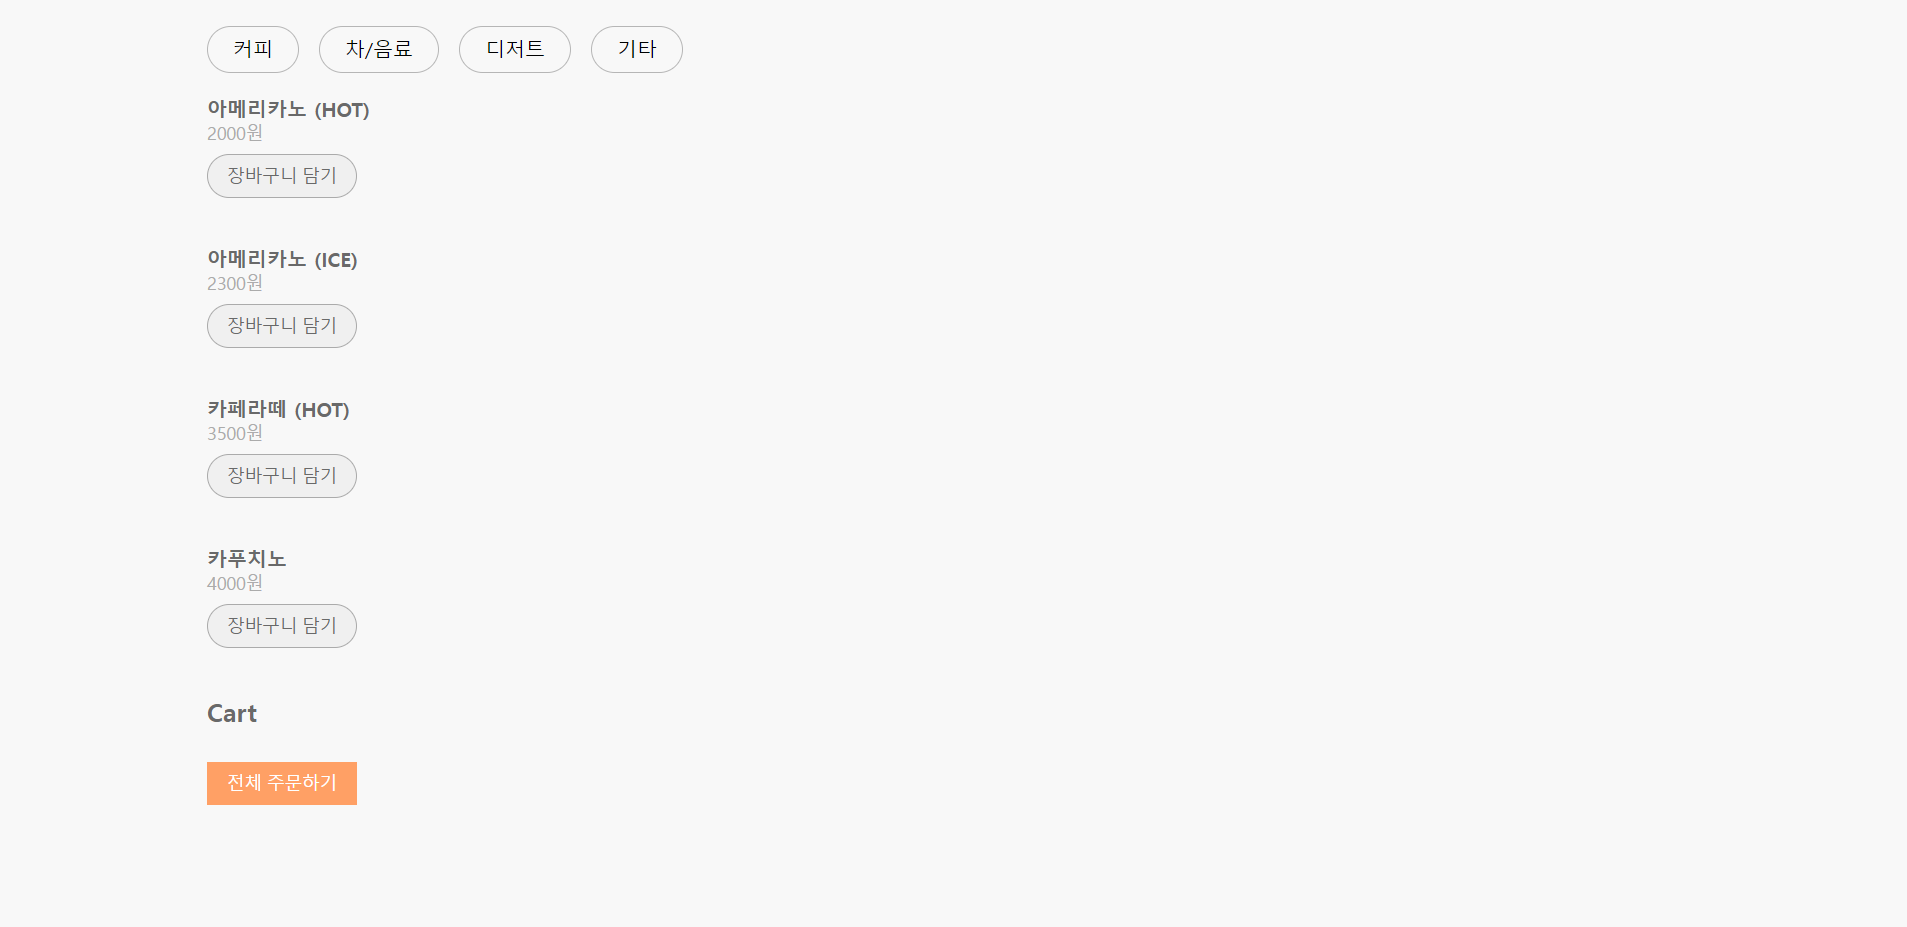 커피 차/음료 디저트 기타
아메리카노 (HOT)
2000원
장바구니 담기
아메리카노 (ICE)
2300원
장바구니 담기
카페라떼 (HOT)
3500원
장바구니 담기
카푸치노
4000원
장바구니 담기
Cart
전체 주문하기